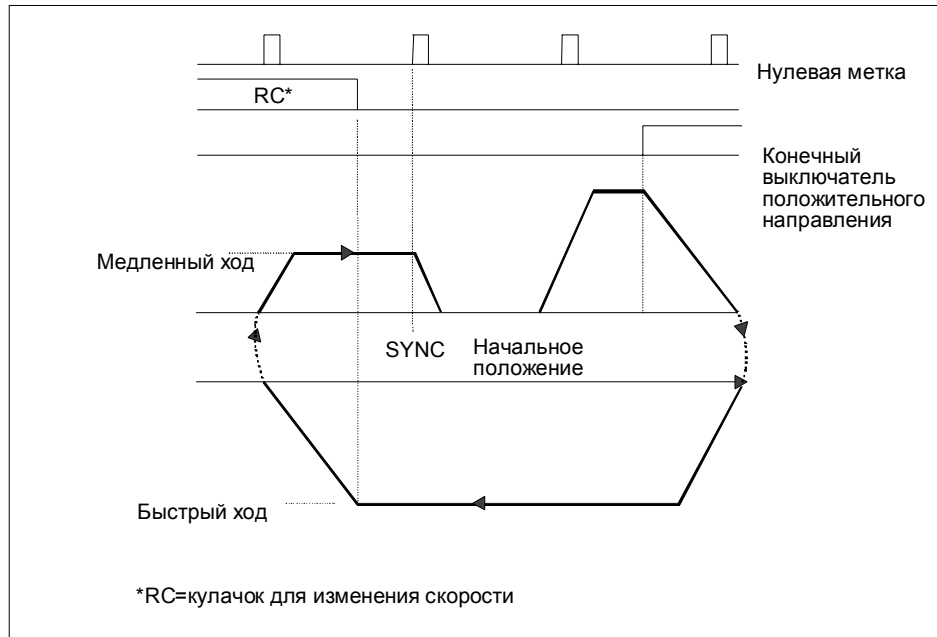 Нулевая метка
RC*
Конечный
выключатель
положительного
направления
Медленный ход
SYNC
Начальное
положение
Быстрый ход
*RC=кулачок для изменения скорости